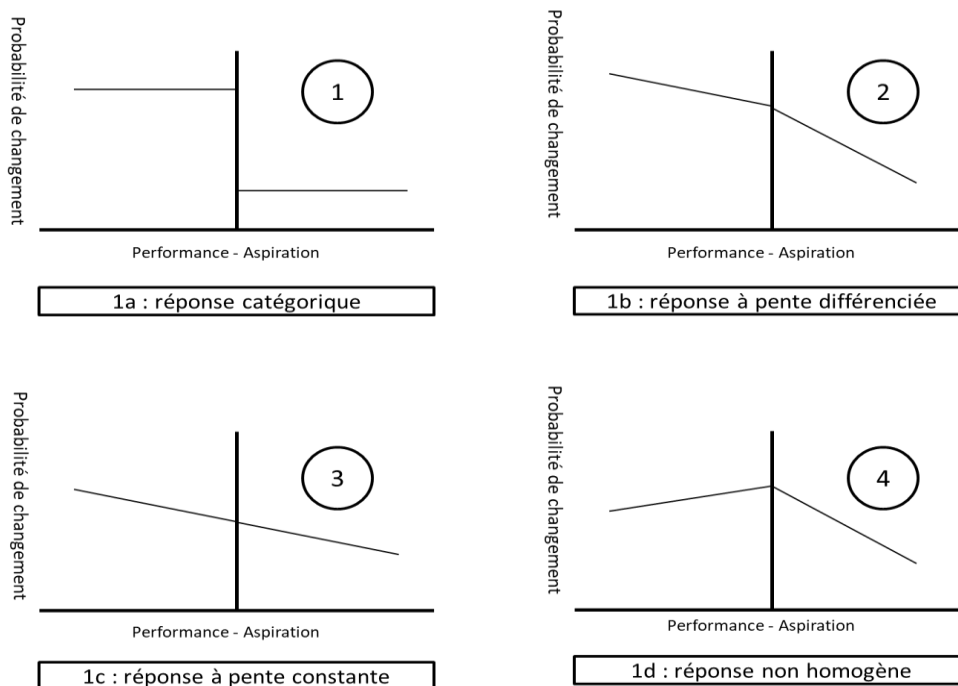 Probabilité de changement
1
Performance - Aspiration
1a : réponse catégorique
Probabilité de changement
2
Performance - Aspiration
1b : réponse à pente différenciée
Probabilité de changement
3
Performance - Aspiration
1c : réponse à pente constante
Probabilité de changement
4
Performance - Aspiration
1d : réponse non homogène